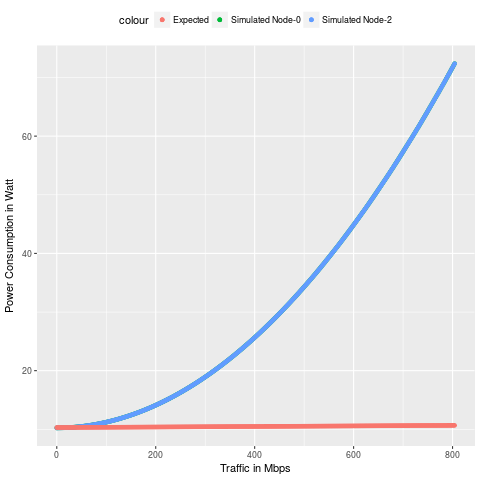 colour Expected Simulated Node-0 Simulated Node-2
60
40
20
Power Consumption in Watt
0 200 400 600 800
Traffic in Mbps